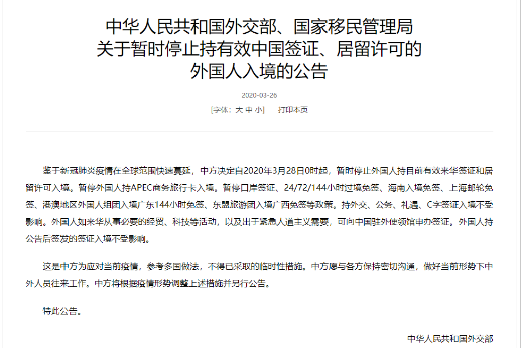 中华人民共和国外交部、国家移民管理局
关于暂时停止持有效中国签证、居留许可的
外国人入境的公告
2020-03-26
[字体：大 中 小] 打印本页
鉴于新冠肺炎疫情在全球范围快速蔓延，中方决定自2020年3月28日0时起，暂时停止外国人持目前有效来华签证和居
留许可入境。暂停外国人持APEC商务旅行卡入境。暂停口岸签证、24/72/144小时过境免签、海南入境免签、上海邮轮免
签、港澳地区外国人组团入境广东144小时免签、东盟旅游团入境广西免签等政策。持外交、公务、礼遇、C字签证入境不受
影响。外国人如来华从事必要的经贸、科技等活动，以及出于紧急人道主义需要，可向中国驻外使领馆申办签证。外国人持
公告后签发的签证入境不受影响。
这是中方为应对当前疫情，参考多国做法，不得已采取的临时性措施。中方愿与各方保持密切沟通，做好当前形势下中
外人员往来工作。中方将根据疫情形势调整上述措施并另行公告。
特此公告。
中华人民共和国外交部